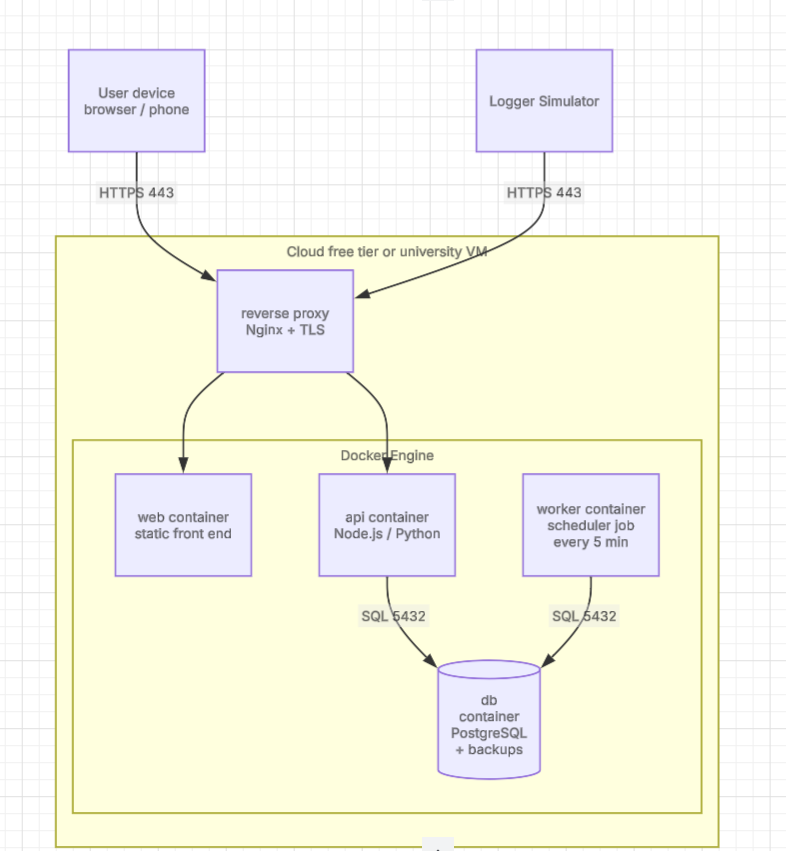 User device
browser / phone
Logger Simulator
HTTPS 443
HTTPS 443
Cloud free tier or university VM
reverse proxy
Nginx + TLS
Docker Engine
web container
static front end
api container
Node.js / Python
worker container
scheduler job
every 5 min
SQL 5432
SQL 5432
db
container
PostgreSQL
+ backups